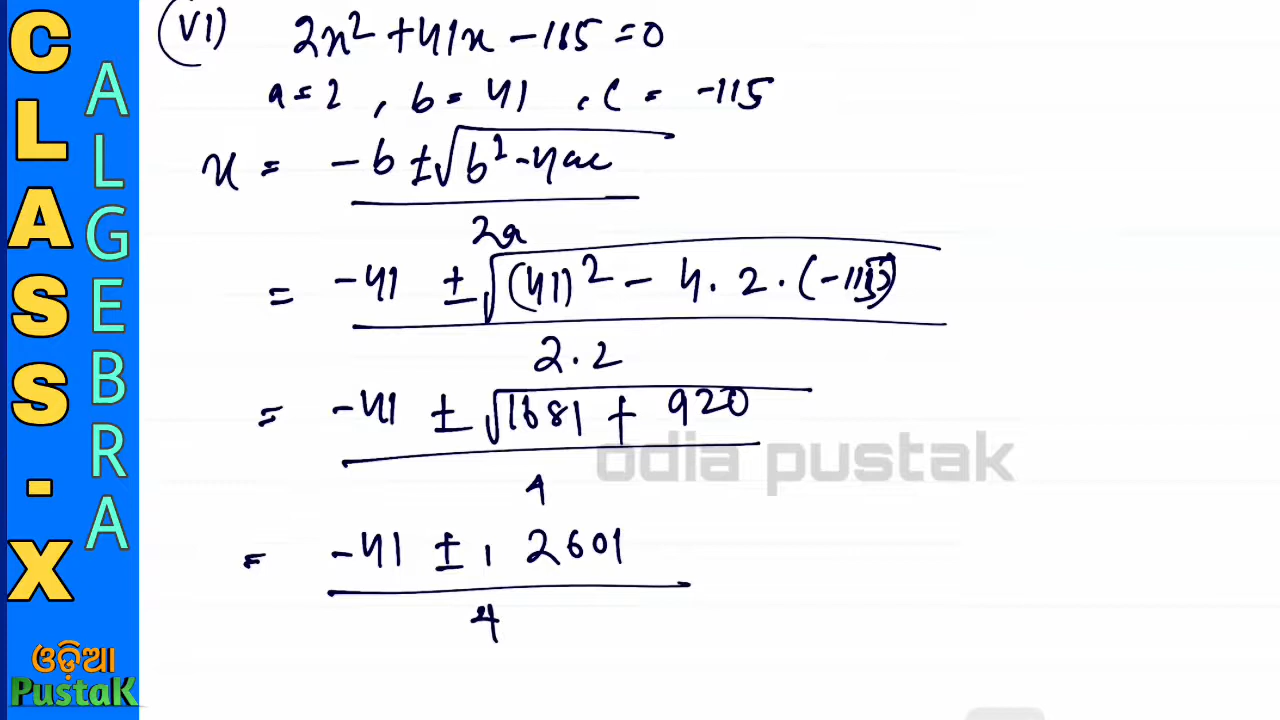 CLASS-X
ALGEBRA
ଓଡ଼ିଆ
PustaK
(VI) 2x² + 41x - 115 = 0
a = 2 , b = 41 , c = -115
x = -b ± √b² - 4ac
2a
= -41 ± √(41)² - 4 · 2 · (-115)
2 · 2
= -41 ± √1681 + 920
4
odia pustak
= -41 ± 2601
4